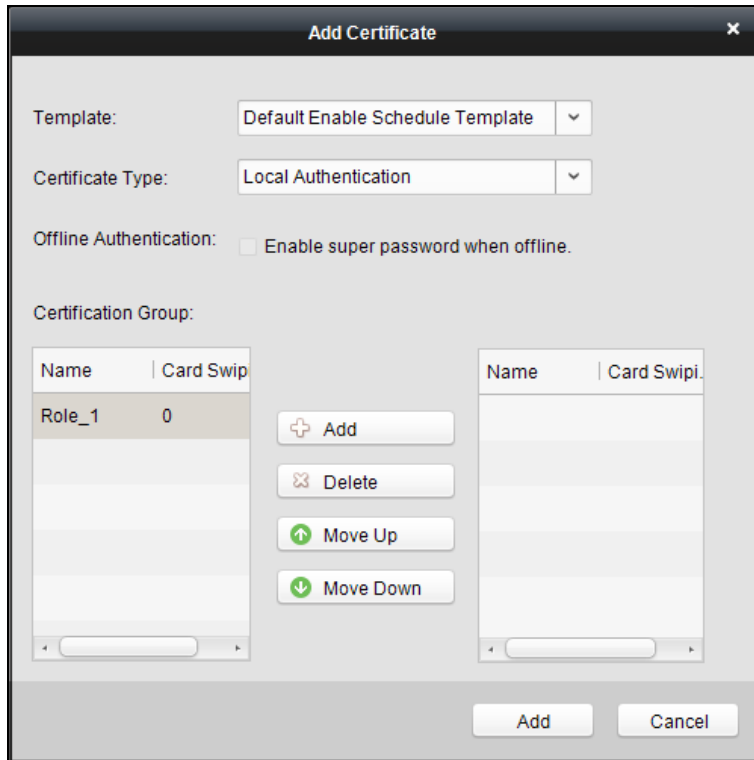 Add Certificate
Template: Default Enable Schedule Template
Certificate Type: Local Authentication
Offline Authentication: Enable super password when offline.
Certification Group:
Name Card Swipi
Role_1 0
Add
Delete
Move Up
Move Down
Name Card Swipi.
Add Cancel